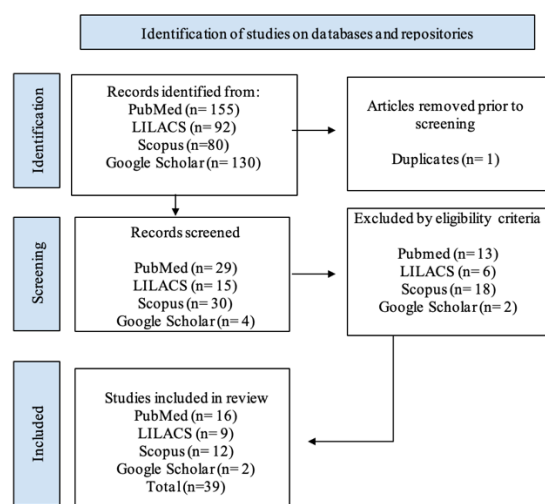 Identification of studies on databases and repositories
Identification
Records identified from:
PubMed (n= 155)
LILACS (n= 92)
Scopus (n=80)
Google Scholar (n= 130)
Articles removed prior to
screening
Duplicates (n= 1)
Screening
Records screened
PubMed (n= 29)
LILACS (n= 15)
Scopus (n= 30)
Google Scholar (n= 4)
Excluded by eligibility criteria
Pubmed (n= 13)
LILACS (n= 6)
Scopus (n= 18)
Google Scholar (n= 2)
Included
Studies included in review
PubMed (n= 16)
LILACS (n= 9)
Scopus (n= 12)
Google Scholar (n= 2)
Total (n=39)